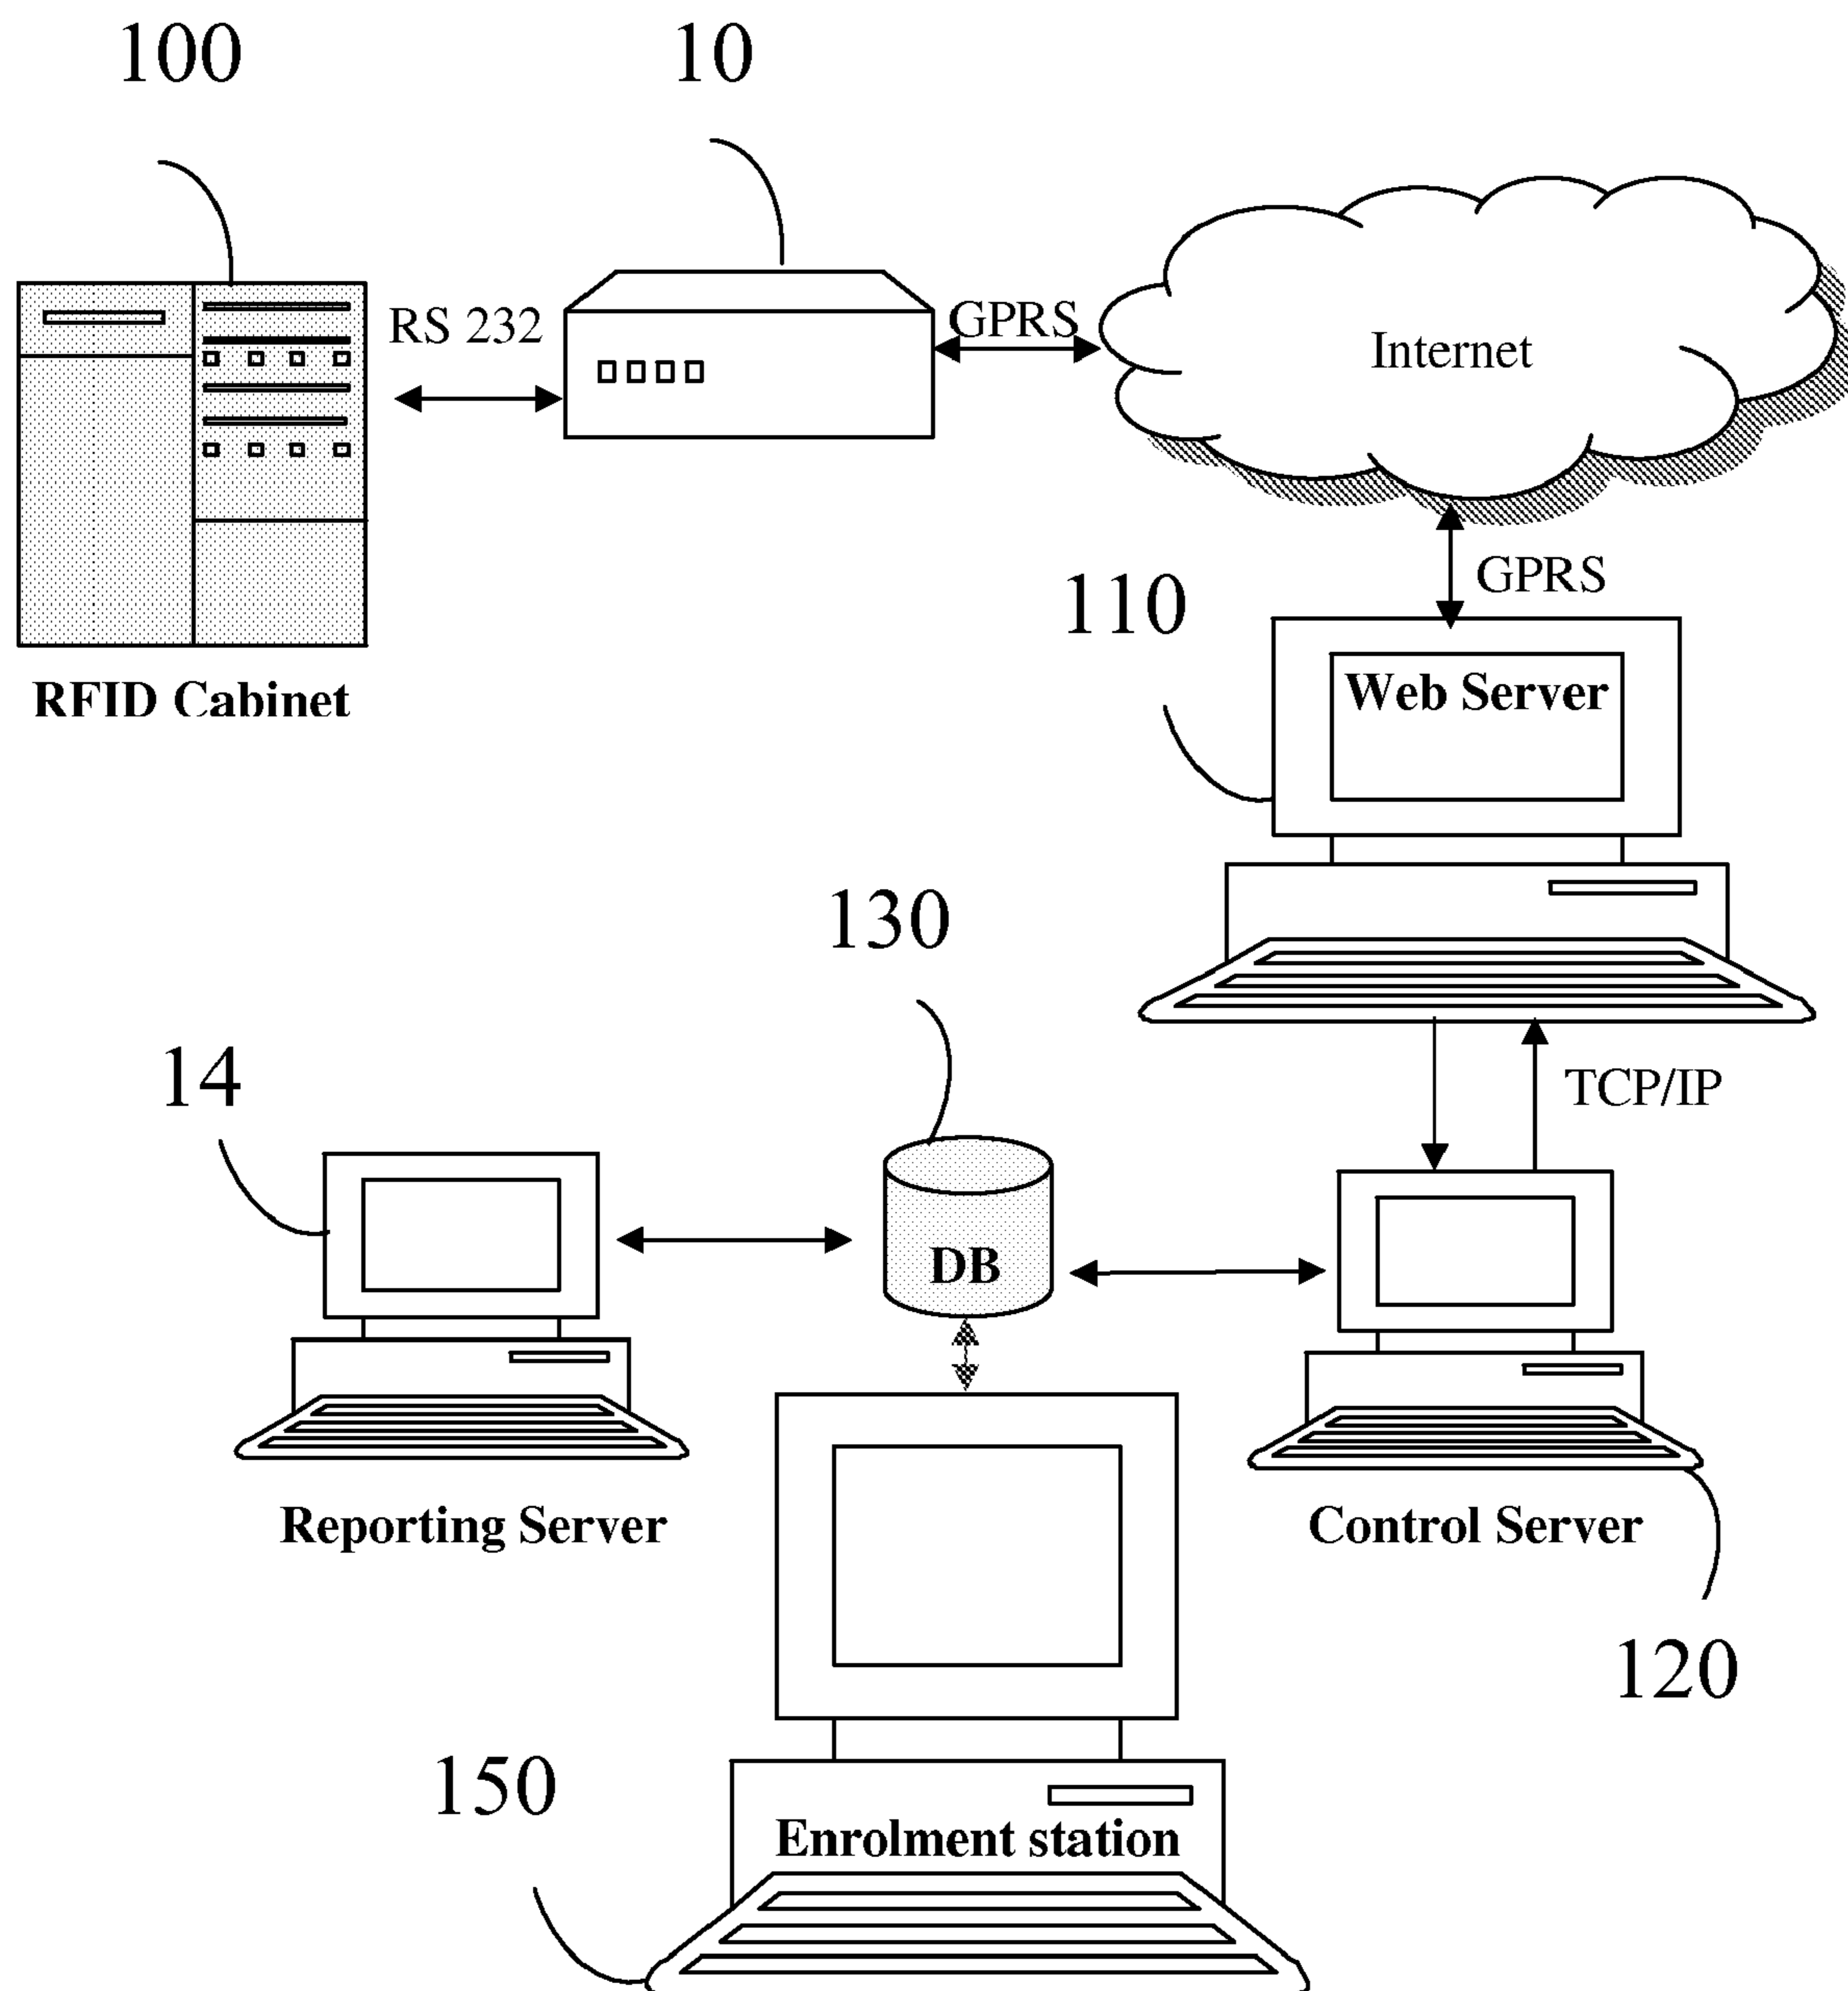 100
10
RS 232
GPRS
Internet
GPRS
110
RFID Cabinet
Web Server
130
14
TCP/IP
DB
Reporting Server
Control Server
120
150
Enrolment station